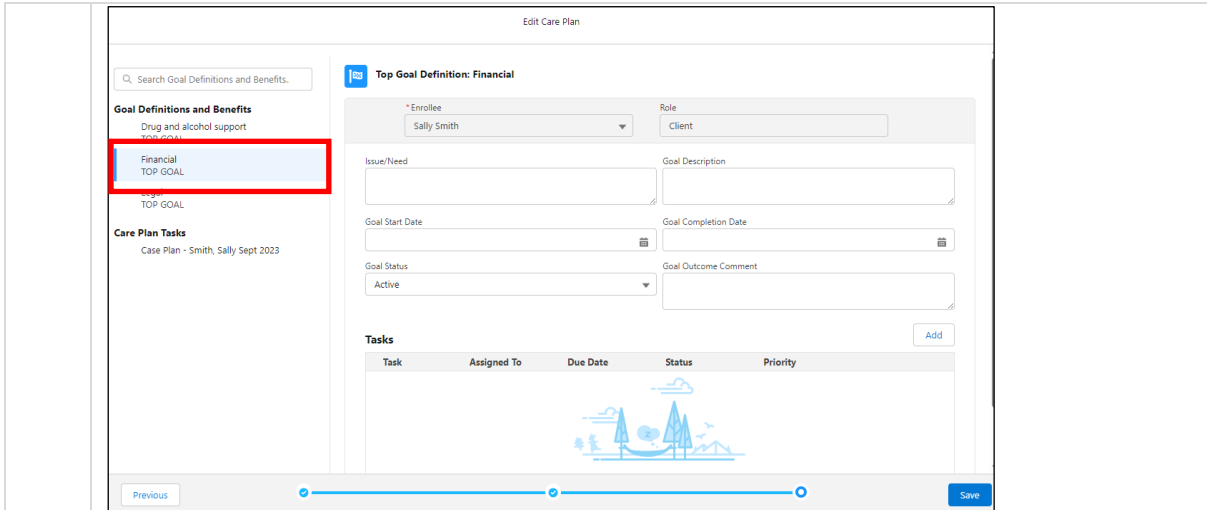 Edit Care Plan
Search Goal Definitions and Benefits.
Goal Definitions and Benefits
Drug and alcohol support
TOP GOAL
Financial
TOP GOAL
Legal
TOP GOAL
Care Plan Tasks
Case Plan - Smith, Sally Sept 2023
Top Goal Definition: Financial
* Enrollee
Role
Sally Smith
Client
Issue/Need
Goal Description
Goal Start Date
Goal Completion Date
Goal Status
Goal Outcome Comment
Active
Tasks
Add
Task Assigned To Due Date Status Priority
z
Previous
Save